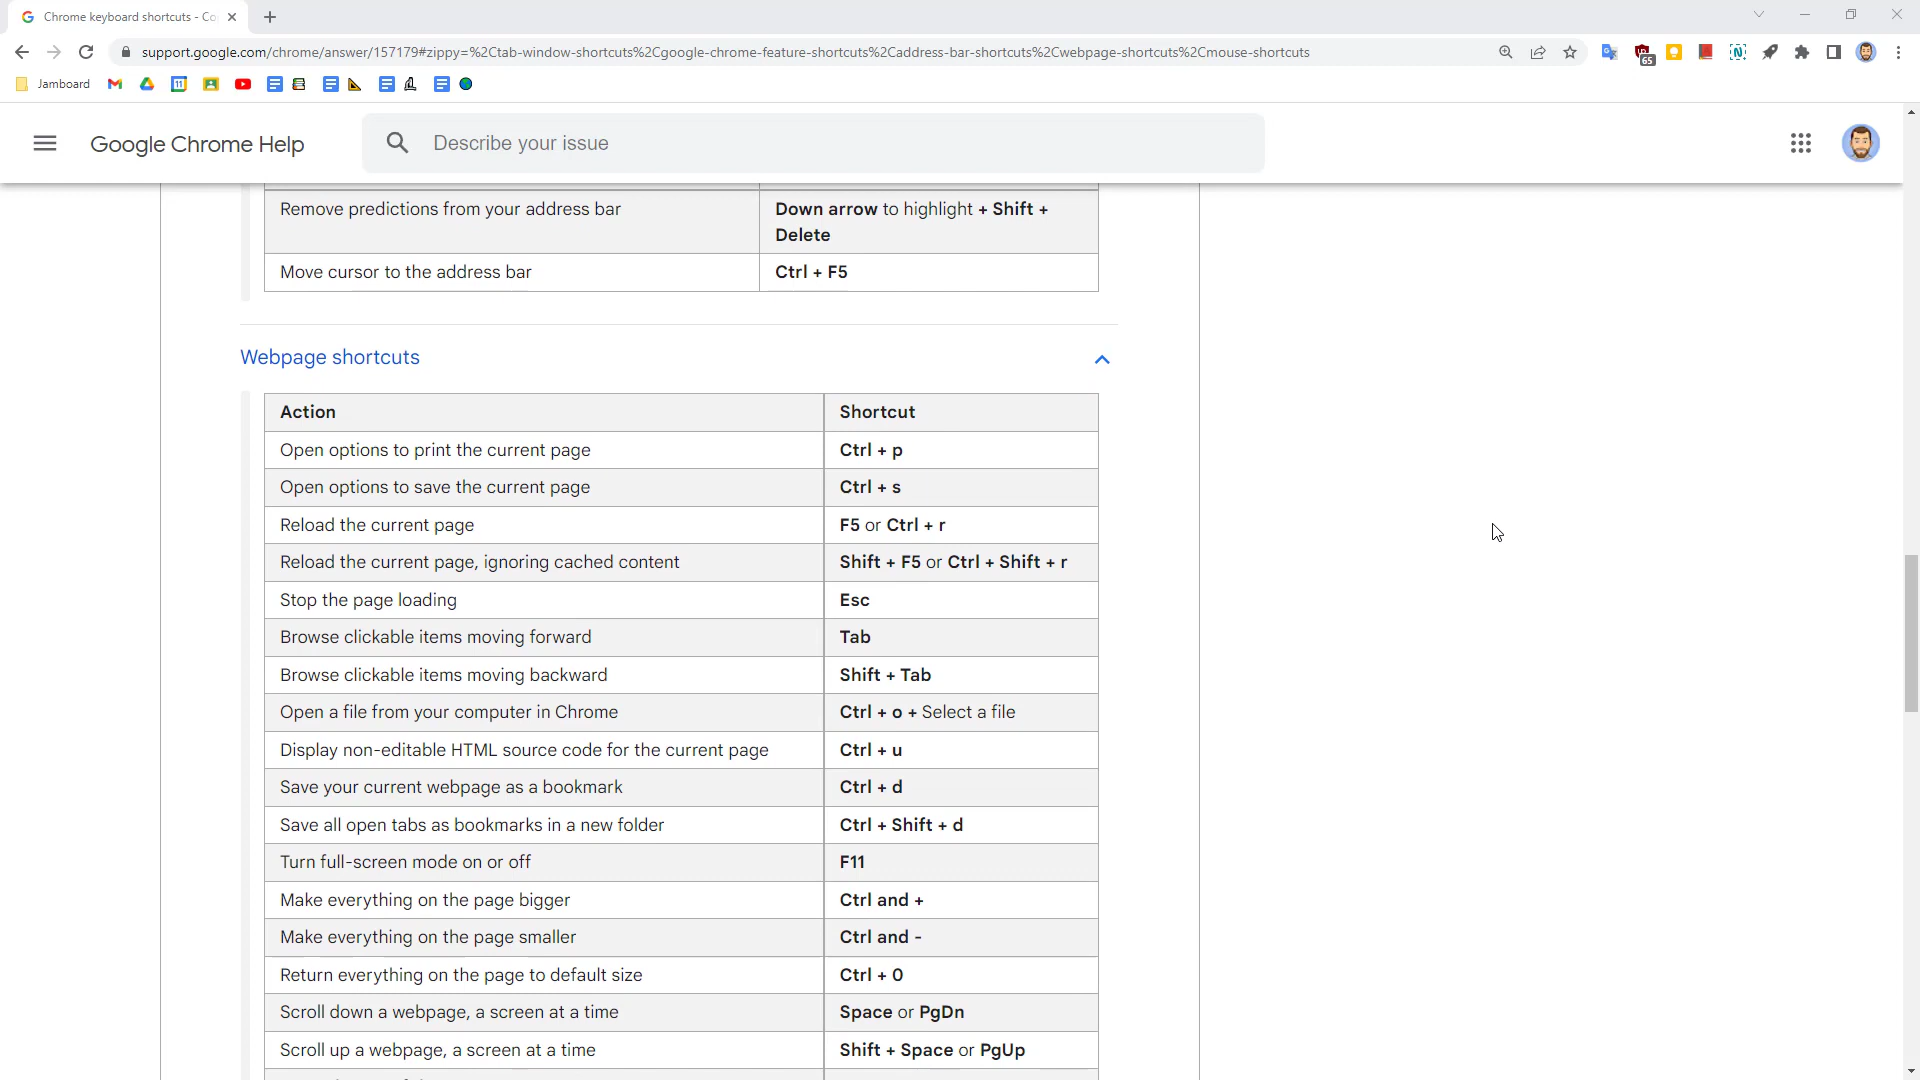 Chrome keyboard shortcuts - Co
support.google.com/chrome/answer/157179#zippy=%2Ctab-window-shortcuts%2Cgoogle-chrome-feature-shortcuts%2Caddress-bar-shortcuts%2Cwebpage-shortcuts%2Cmouse-shortcuts
65
Jamboard
11
Google Chrome Help
Describe your issue
Remove predictions from your address bar
Down arrow to highlight + Shift +
Delete
Move cursor to the address bar
Ctrl + F5
Webpage shortcuts
Action
Shortcut
Open options to print the current page
Ctrl + p
Open options to save the current page
Ctrl + s
Reload the current page
F5 or Ctrl + r
Reload the current page, ignoring cached content
Shift + F5 or Ctrl + Shift + r
Stop the page loading
Esc
Browse clickable items moving forward
Tab
Browse clickable items moving backward
Shift + Tab
Open a file from your computer in Chrome
Ctrl + o + Select a file
Display non-editable HTML source code for the current page
Ctrl + u
Save your current webpage as a bookmark
Ctrl + d
Save all open tabs as bookmarks in a new folder
Ctrl + Shift + d
Turn full-screen mode on or off
F11
Make everything on the page bigger
Ctrl and +
Make everything on the page smaller
Ctrl and -
Return everything on the page to default size
Ctrl + 0
Scroll down a webpage, a screen at a time
Space or PgDn
Scroll up a webpage, a screen at a time
Shift + Space or PgUp